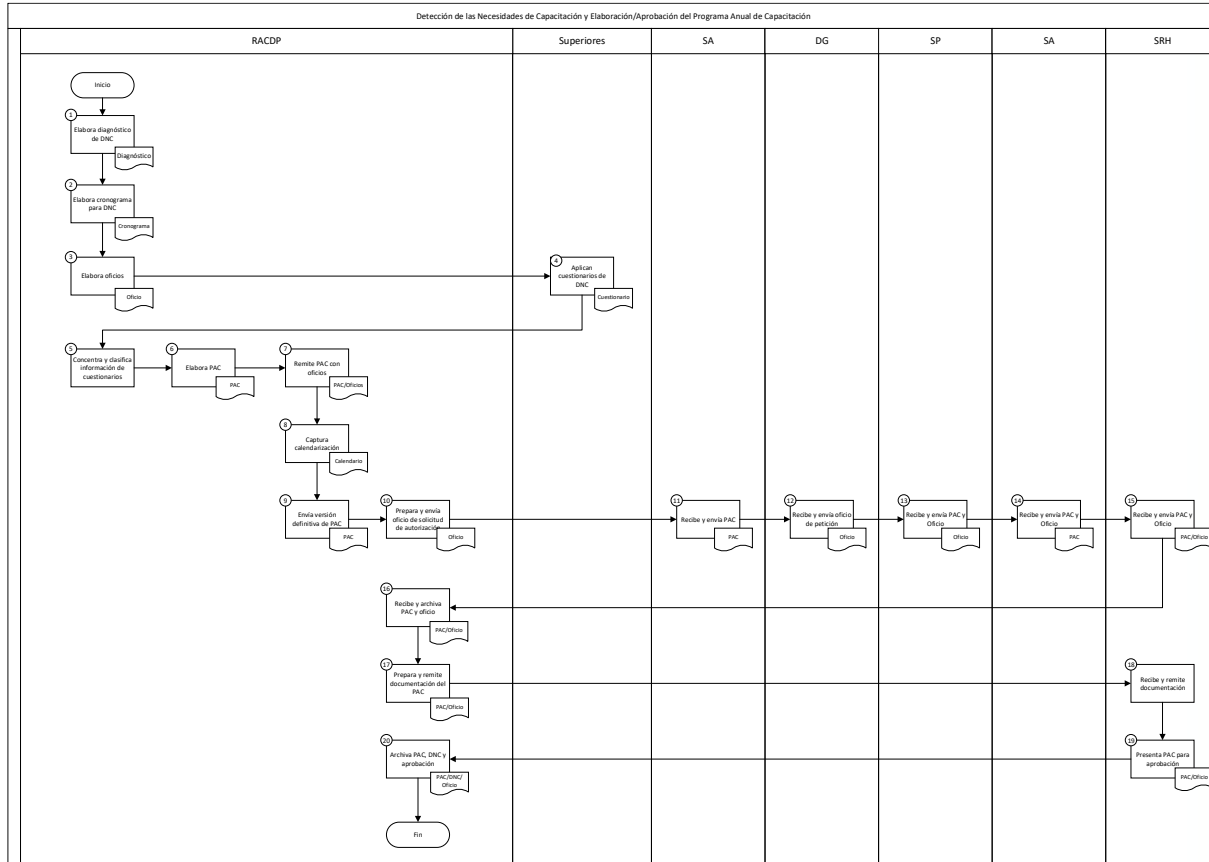 Detección de las Necesidades de Capacitación y Elaboración/Aprobación del Programa Anual de Capacitación
RACDP
Superiores
SA
DG
SP
SA
SRH
Inicio
1
Elabora diagnóstico
de DNC
Diagnóstico
2
Elabora cronograma
para DNC
Cronograma
3
Elabora oficios
Oficio
4
Aplican
cuestionarios de
DNC
Cuestionario
5
Concentra y clasifica
información de
cuestionarios
6
Elabora PAC
PAC
7
Remite PAC con
oficios
PAC/Oficios
8
Captura
calendarización
Calendario
9
Envía versión
definitiva de PAC
PAC
10
Prepara y envía
oficio de solicitud
de autorización
Oficio
11
Recibe y envía PAC
PAC
12
Recibe y envía oficio
de petición
Oficio
13
Recibe y envía PAC y
Oficio
Oficio
14
Recibe y envía PAC y
Oficio
PAC
15
Recibe y envía PAC y
Oficio
PAC/Oficio
16
Recibe y archiva
PAC y oficio
PAC/Oficio
17
Prepara y remite
documentación del
PAC
PAC/Oficio
18
Recibe y remite
documentación
20
Archiva PAC, DNC y
aprobación
PAC/DNC/
Oficio
19
Presenta PAC para
aprobación
PAC/Oficio
Fin